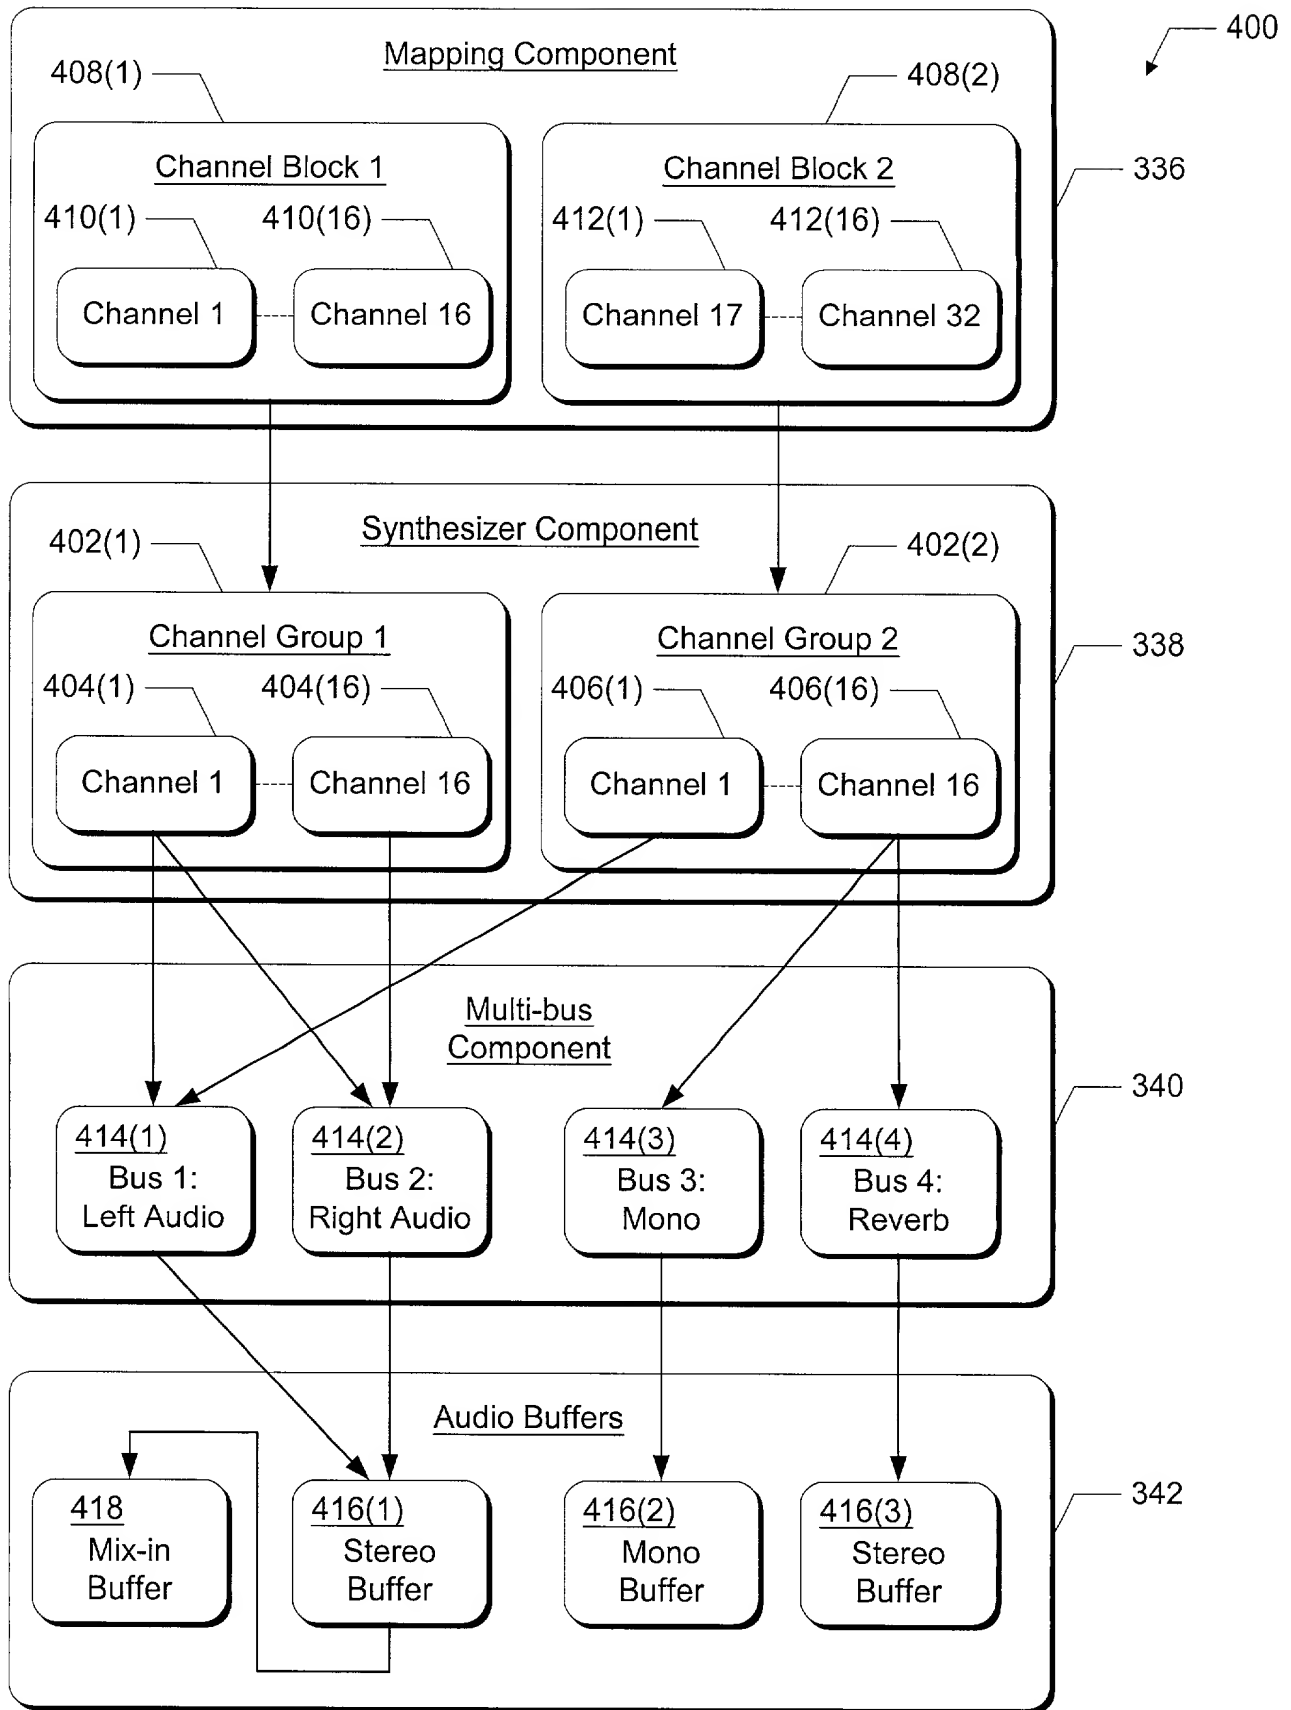 400
Mapping Component
408(1)
408(2)
336
Channel Block 1
Channel Block 2
410(1)
410(16)
412(1)
412(16)
Channel 1
Channel 16
Channel 17
Channel 32
Synthesizer Component
402(1)
402(2)
338
Channel Group 1
Channel Group 2
404(1)
404(16)
406(1)
406(16)
Channel 1
Channel 16
Channel 1
Channel 16
Multi-bus
Component
340
414(1)
Bus 1:
Left Audio
414(2)
Bus 2:
Right Audio
414(3)
Bus 3:
Mono
414(4)
Bus 4:
Reverb
Audio Buffers
342
418
Mix-in
Buffer
416(1)
Stereo
Buffer
416(2)
Mono
Buffer
416(3)
Stereo
Buffer